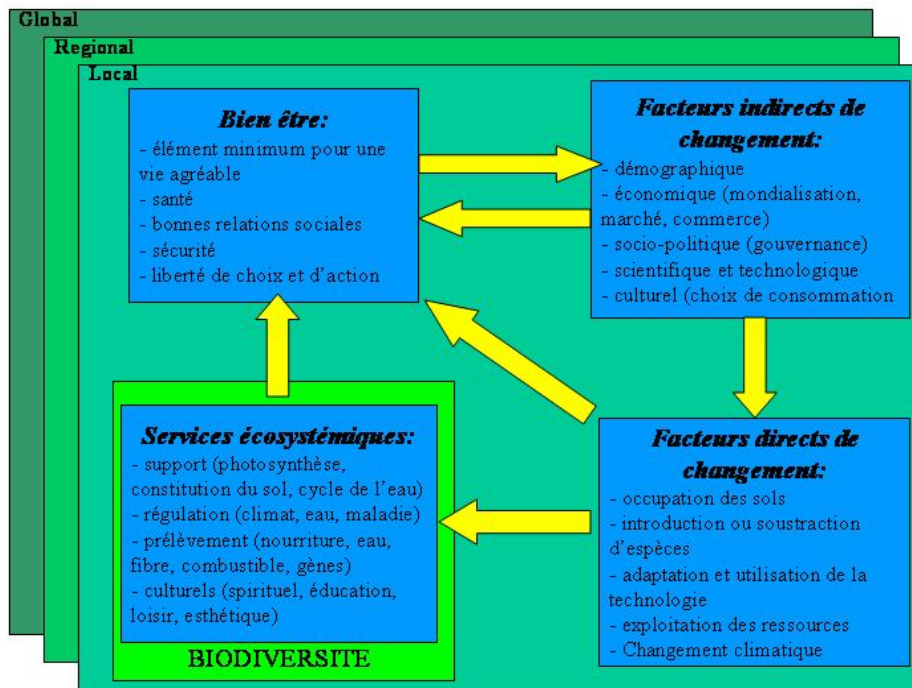 Global
Regional
Local
Bien être:
- élément minimum pour une
vie agréable
- santé
- bonnes relations sociales
- sécurité
- liberté de choix et d'action
Facteurs indirects de
changement:
- démographique
- économique (mondialisation,
marché, commerce)
- socio-politique (gouvernance)
- scientifique et technologique
- culturel (choix de consommation
Services écosystémiques:
- support (photosynthèse,
constitution du sol, cycle de l'eau)
- régulation (climat, eau, maladie)
- prélèvement (nourriture, eau,
fibre, combustible, gènes)
- culturels (spirituel, éducation,
loisir, esthétique)
BIODIVERSITE
Facteurs directs de
changement:
- occupation des sols
- introduction ou soustraction
d'espèces
- adaptation et utilisation de la
technologie
- exploitation des ressources
- Changement climatique